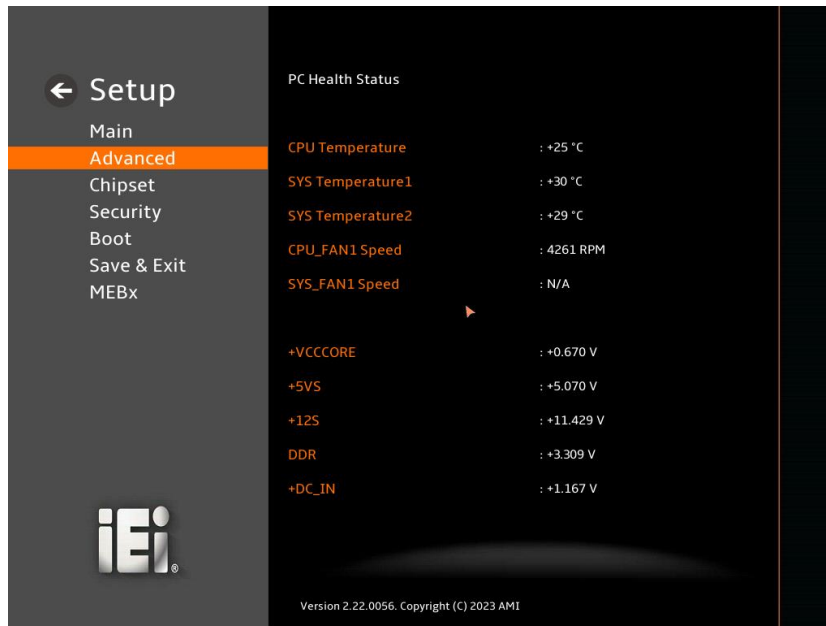 Setup
Main
Advanced
Chipset
Security
Boot
Save & Exit
MEBx
PC Health Status
CPU Temperature : +25 °C
SYS Temperature1 : +30 °C
SYS Temperature2 : +29 °C
CPU_FAN1 Speed : 4261 RPM
SYS_FAN1 Speed : N/A
+VCCCORE : +0.670 V
+5VS : +5.070 V
+12S : +11.429 V
DDR : +3.309 V
+DC_IN : +1.167 V
iEi®
Version 2.22.0056. Copyright (C) 2023 AMI